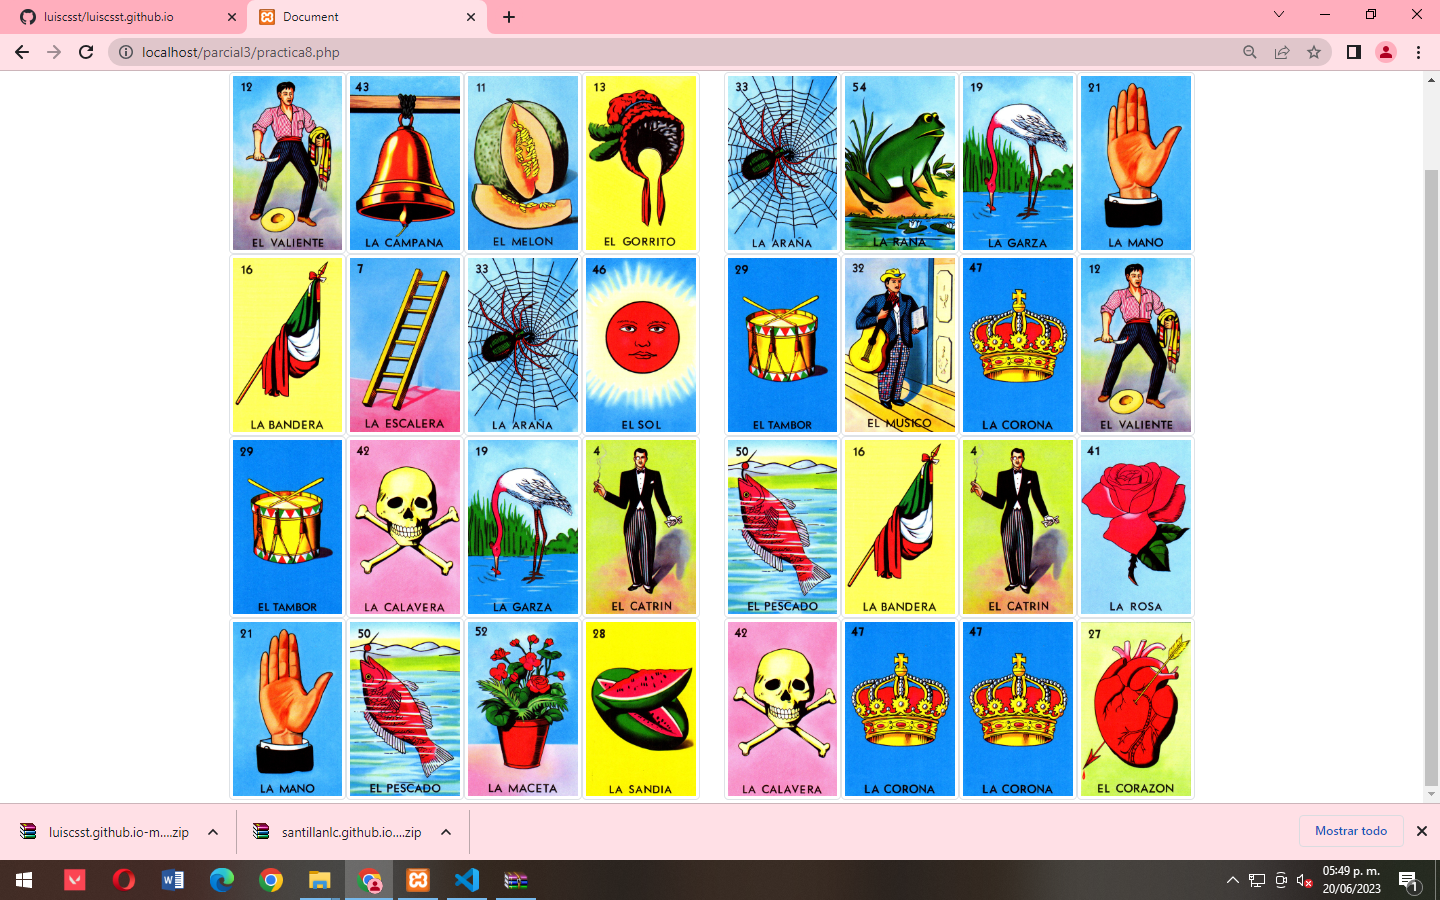 luiscsst/luiscsst.github.io
Document
localhost/parcial3/practica8.php
12 43 11 13
EL VALIENTE LA CAMPANA EL MELON EL GORRITO
33 54 19 21
LA ARAÑA LA RANA LA GARZA LA MANO
16 7 33 46
LA BANDERA LA ESCALERA LA ARAÑA EL SOL
29 32 47 12
EL TAMBOR EL MUSICO LA CORONA EL VALIENTE
29 42 19 4
EL TAMBOR LA CALAVERA LA GARZA EL CATRIN
50 16 4 41
EL PESCADO LA BANDERA EL CATRIN LA ROSA
21 50 52 28
LA MANO EL PESCADO LA MACETA LA SANDIA
42 47 47 27
LA CALAVERA LA CORONA LA CORONA EL CORAZON
luiscsst.github.io-m....zip
santillanlc.github.io....zip
Mostrar todo
05:49 p. m.
20/06/2023
1